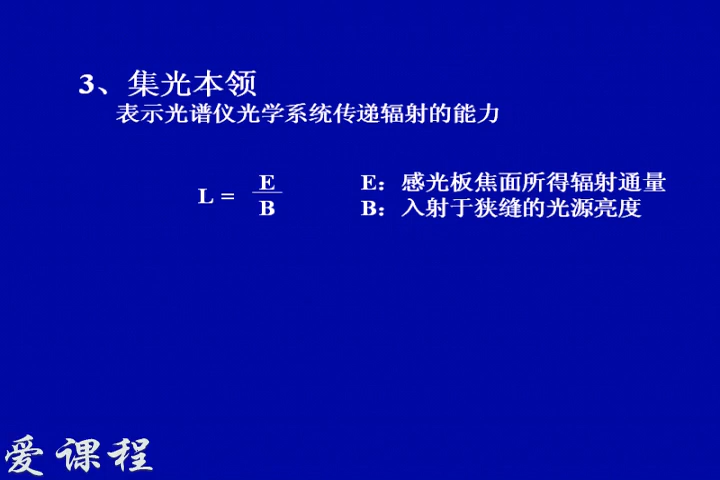 3、集光本领
表示光谱仪光学系统传递辐射的能力
L = E/B
E：感光板焦面所得辐射通量
B：入射于狭缝的光源亮度
爱课程